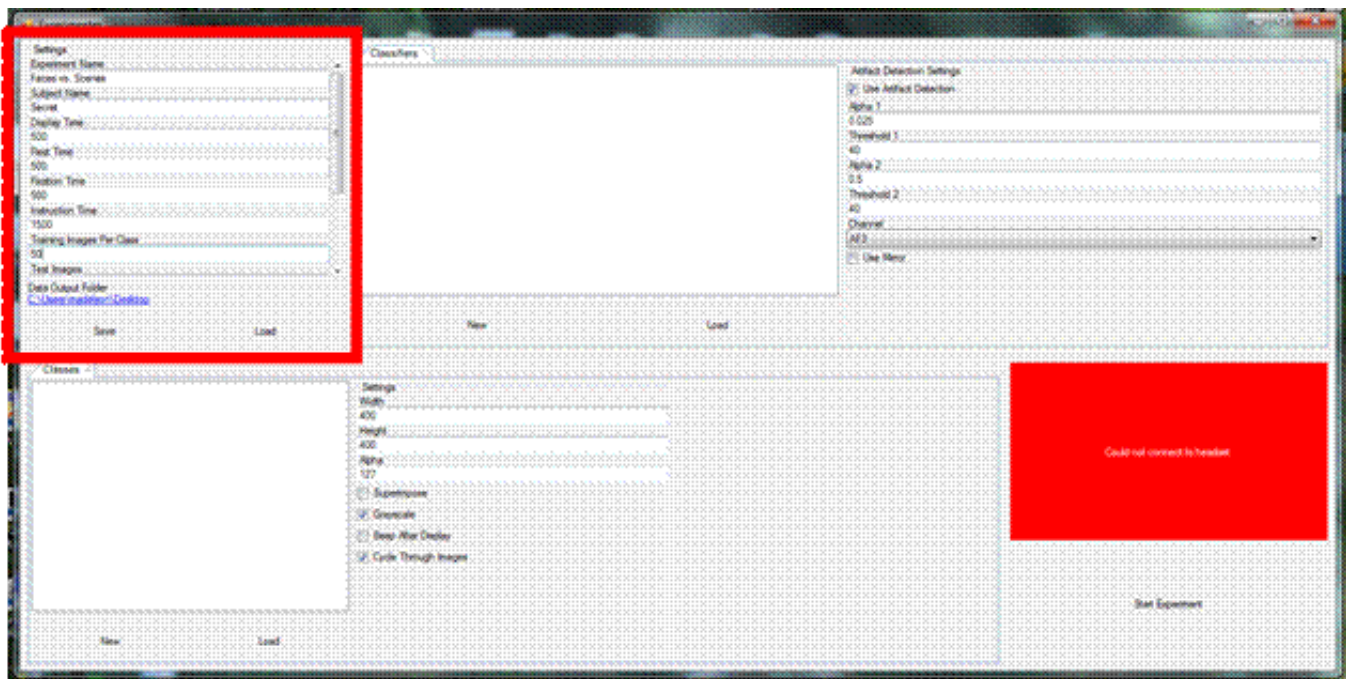 Experimenter
Settings
Experiment Name
Faces vs. Scenes
Subject Name
Secret
Display Time
500
Rest Time
500
Fixation Time
500
Instruction Time
1500
Training Images Per Class
50
Test Images
Data Output Folder
Save
Load
Classifiers
New
Load
Artifact Detection Settings
Use Artifact Detection
Alpha 1
0.025
Threshold 1
40
Alpha 2
0.5
Threshold 2
40
Channel
AF3
Use Mirror
Classes
New
Load
Settings
Width
400
Height
400
Alpha
127
Superimpose
Grayscale
Beep After Display
Cycle Through Images
Could not connect to headset
Start Experiment